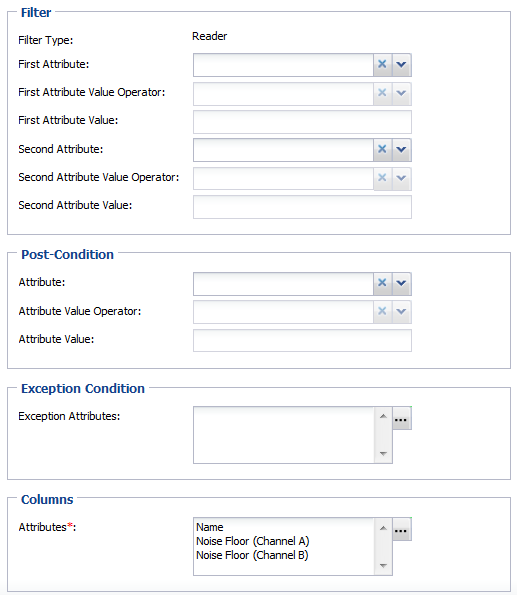 Filter
Filter Type: Reader
First Attribute:
First Attribute Value Operator:
First Attribute Value:
Second Attribute:
Second Attribute Value Operator:
Second Attribute Value:
Post-Condition
Attribute:
Attribute Value Operator:
Attribute Value:
Exception Condition
Exception Attributes:
...
Columns
Attributes*:
Name
...
Noise Floor (Channel A)
Noise Floor (Channel B)